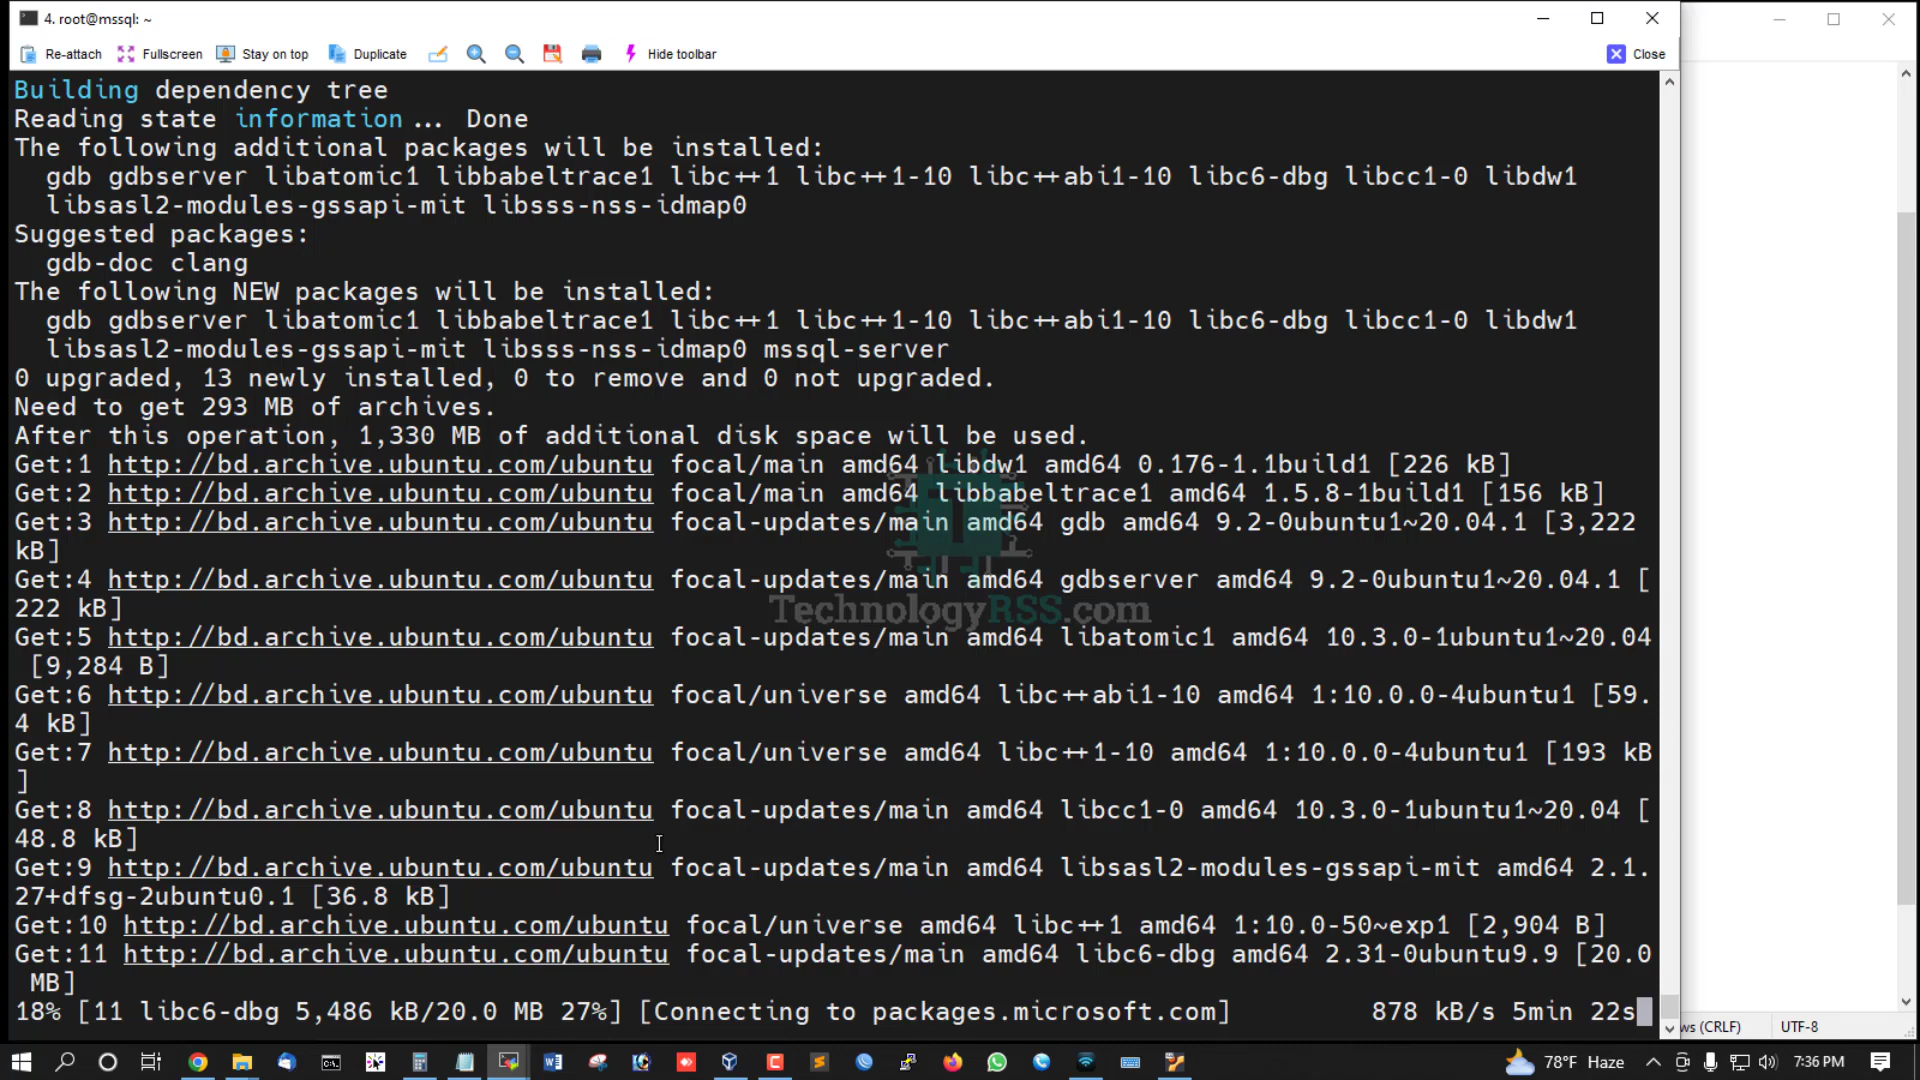 4. root@mssql: ~
Re-attach Fullscreen Stay on top Duplicate Hide toolbar Close
Building dependency tree
Reading state information... Done
The following additional packages will be installed:
gdb gdbserver libatomic1 libbabeltrace1 libc++1 libc++1-10 libc++abi1-10 libc6-dbg libcc1-0 libdw1
libsasl2-modules-gssapi-mit libsss-nss-idmap0
Suggested packages:
gdb-doc clang
The following NEW packages will be installed:
gdb gdbserver libatomic1 libbabeltrace1 libc++1 libc++1-10 libc++abi1-10 libc6-dbg libcc1-0 libdw1
libsasl2-modules-gssapi-mit libsss-nss-idmap0 mssql-server
0 upgraded, 13 newly installed, 0 to remove and 0 not upgraded.
Need to get 293 MB of archives.
After this operation, 1,330 MB of additional disk space will be used.
Get:1 http://bd.archive.ubuntu.com/ubuntu focal/main amd64 libdw1 amd64 0.176-1.1build1 [226 kB]
Get:2 http://bd.archive.ubuntu.com/ubuntu focal/main amd64 libbabeltrace1 amd64 1.5.8-1build1 [156 kB]
Get:3 http://bd.archive.ubuntu.com/ubuntu focal-updates/main amd64 gdb amd64 9.2-0ubuntu1~20.04.1 [3,222
kB]
Get:4 http://bd.archive.ubuntu.com/ubuntu focal-updates/main amd64 gdbserver amd64 9.2-0ubuntu1~20.04.1 [
222 kB]
TechnologyRSS.com
Get:5 http://bd.archive.ubuntu.com/ubuntu focal-updates/main amd64 libatomic1 amd64 10.3.0-1ubuntu1~20.04
[9,284 B]
Get:6 http://bd.archive.ubuntu.com/ubuntu focal/universe amd64 libc++abi1-10 amd64 1:10.0.0-4ubuntu1 [59.
4 kB]
Get:7 http://bd.archive.ubuntu.com/ubuntu focal/universe amd64 libc++1-10 amd64 1:10.0.0-4ubuntu1 [193 kB
]
Get:8 http://bd.archive.ubuntu.com/ubuntu focal-updates/main amd64 libcc1-0 amd64 10.3.0-1ubuntu1~20.04 [
48.8 kB]
Get:9 http://bd.archive.ubuntu.com/ubuntu focal-updates/main amd64 libsasl2-modules-gssapi-mit amd64 2.1.
27+dfsg-2ubuntu0.1 [36.8 kB]
Get:10 http://bd.archive.ubuntu.com/ubuntu focal/universe amd64 libc++1 amd64 1:10.0-50~exp1 [2,904 B]
Get:11 http://bd.archive.ubuntu.com/ubuntu focal-updates/main amd64 libc6-dbg amd64 2.31-0ubuntu9.9 [20.0
MB]
18% [11 libc6-dbg 5,486 kB/20.0 MB 27%] [Connecting to packages.microsoft.com] 878 kB/s 5min 22s
ws (CRLF) UTF-8
78°F Haze 7:36 PM